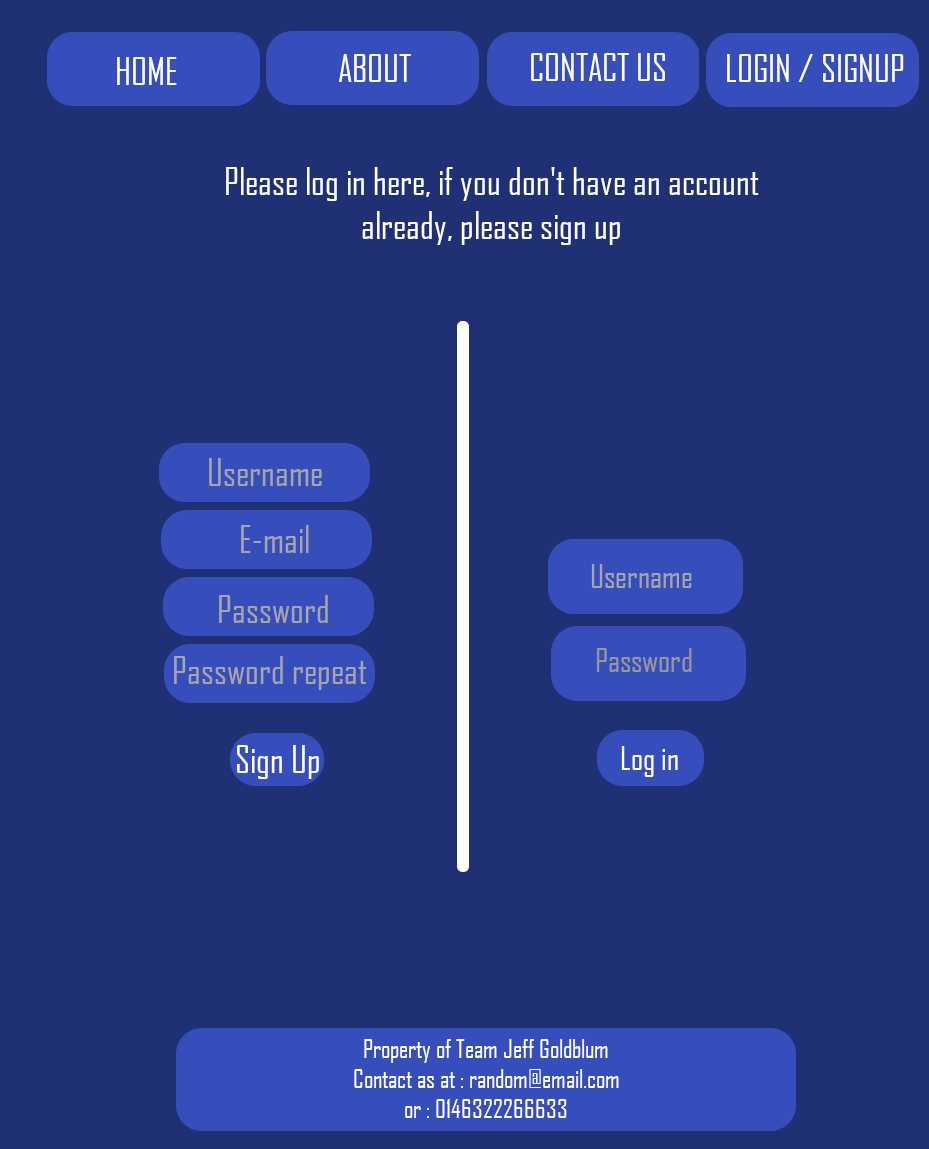 HOME
ABOUT
CONTACT US
LOGIN / SIGNUP
Please log in here, if you don't have an account
already, please sign up
Username
E-mail
Password
Password repeat
Sign Up
Username
Password
Log in
Property of Team Jeff Goldblum
Contact as at : random@email.com
or : 0146322266633